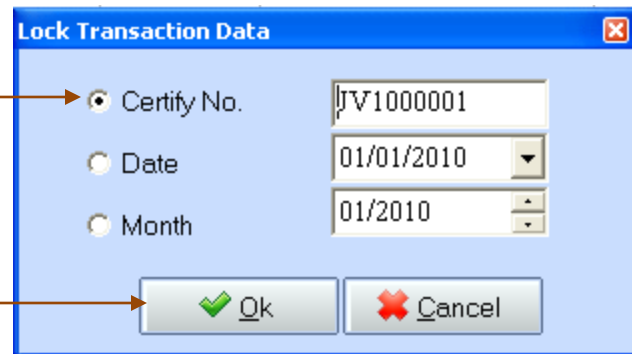 Lock Transaction Data
Certify No. JV1000001
Date 01/01/2010
Month 01/2010
Ok Cancel